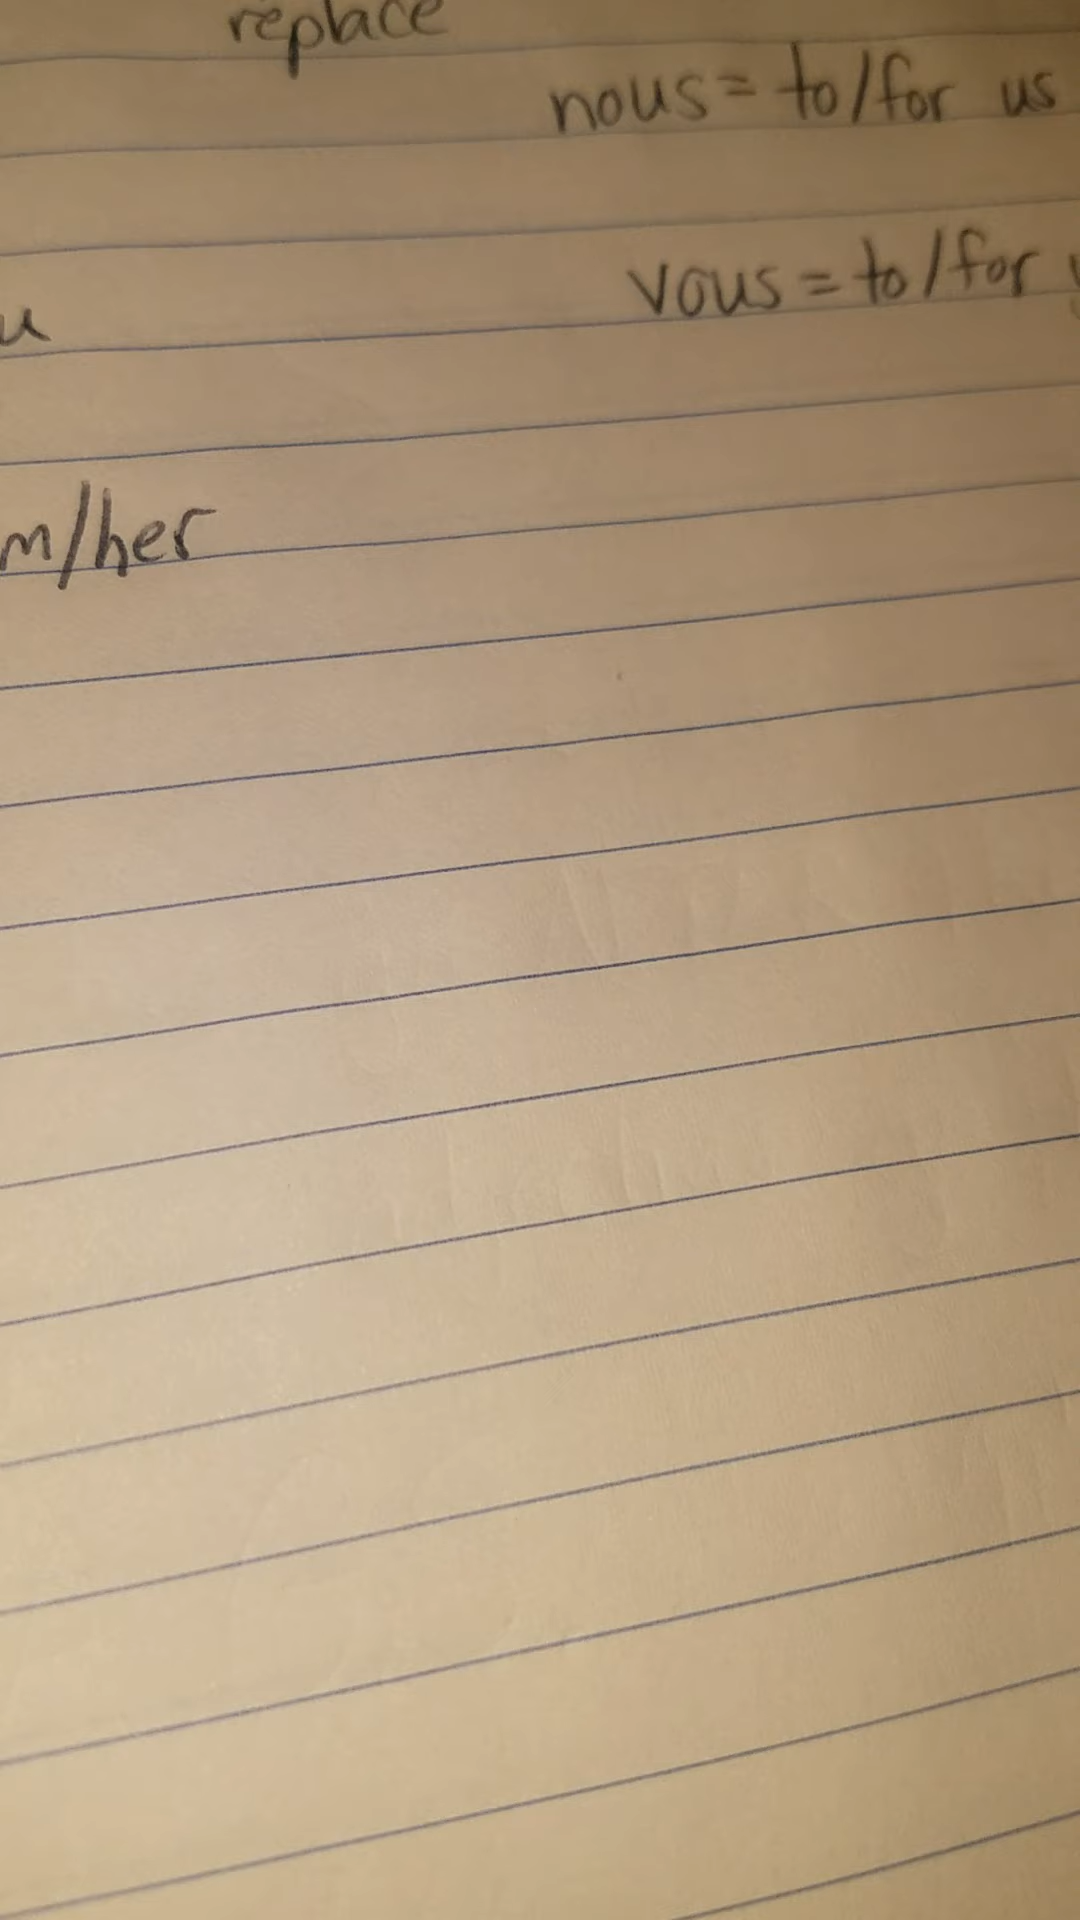 replace
nous = to/for us
vous = to/for
m/her